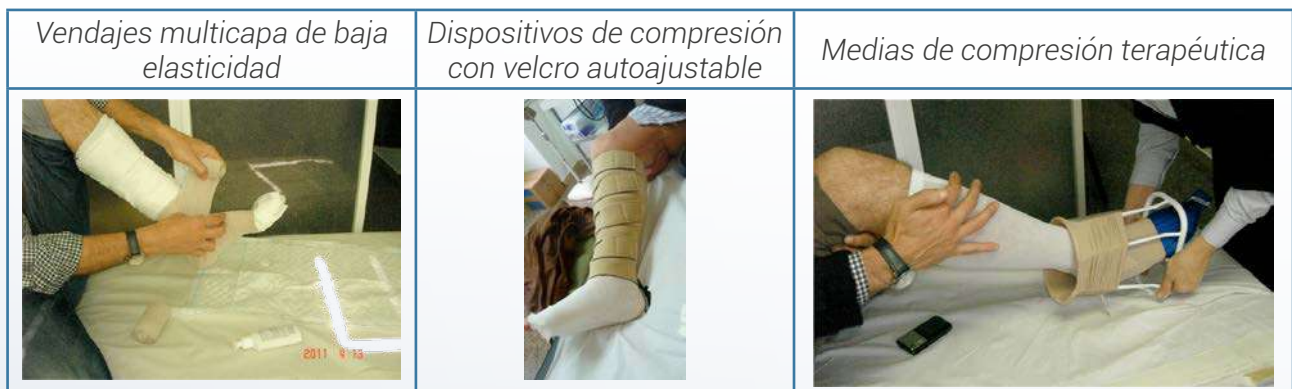 Vendajes multicapa de baja
elasticidad
Dispositivos de compresión
con velcro autoajustable
Medias de compresión terapéutica
2011 4 13